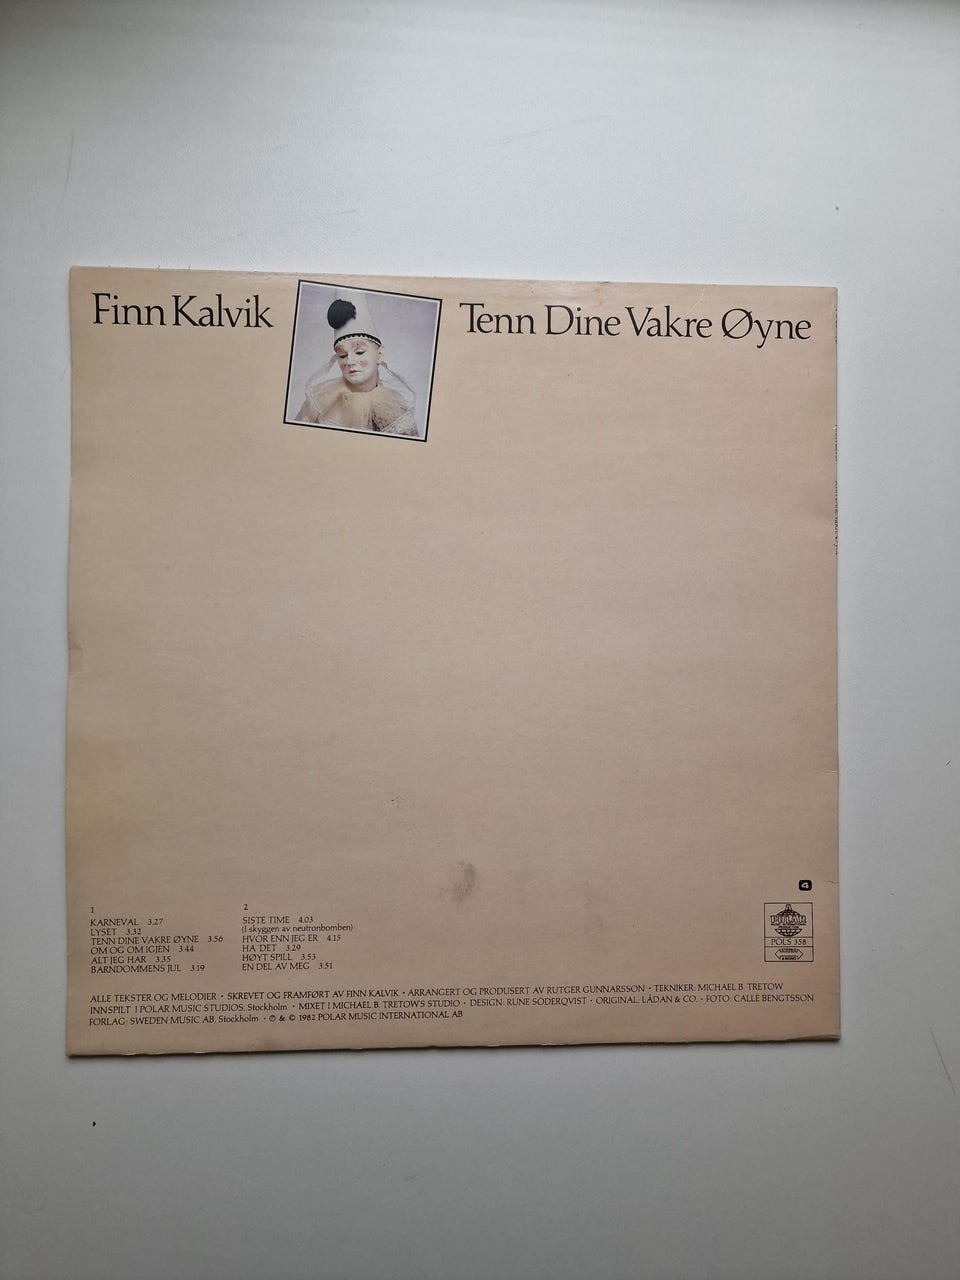 Finn Kalvik
Tenn Dine Vakre Øyne
1
KARNEVAL 3.27
LYSET 3.32
TENN DINE VAKRE ØYNE 3.56
OM OG OM IGJEN 3.44
ALT JEG HAR 3.35
BARNDOMMENS JUL 3.19
2
SISTE TIME 4.03
(I skyggen av neutronbomben)
HVOR ENN JEG ER 4.15
HA DET 3.29
HØYT SPILL 3.53
EN DEL AV MEG 3.51
4
POLAR
POLS 358
ALLE TEKSTER OG MELODIER • SKREVET OG FRAMFØRT AV FINN KALVIK • ARRANGERT OG PRODUSERT AV RUTGER GUNNARSSON • TEKNIKER: MICHAEL B. TRETOW
INNSPILT I POLAR MUSIC STUDIOS, Stockholm • MIXET I MICHAEL B. TRETOW'S STUDIO • DESIGN: RUNE SÖDERQVIST • ORIGINAL: LÅDAN & CO. • FOTO: CALLE BENGTSSON
FORLAG: SWEDEN MUSIC AB, Stockholm • ℗ & © 1982 POLAR MUSIC INTERNATIONAL AB